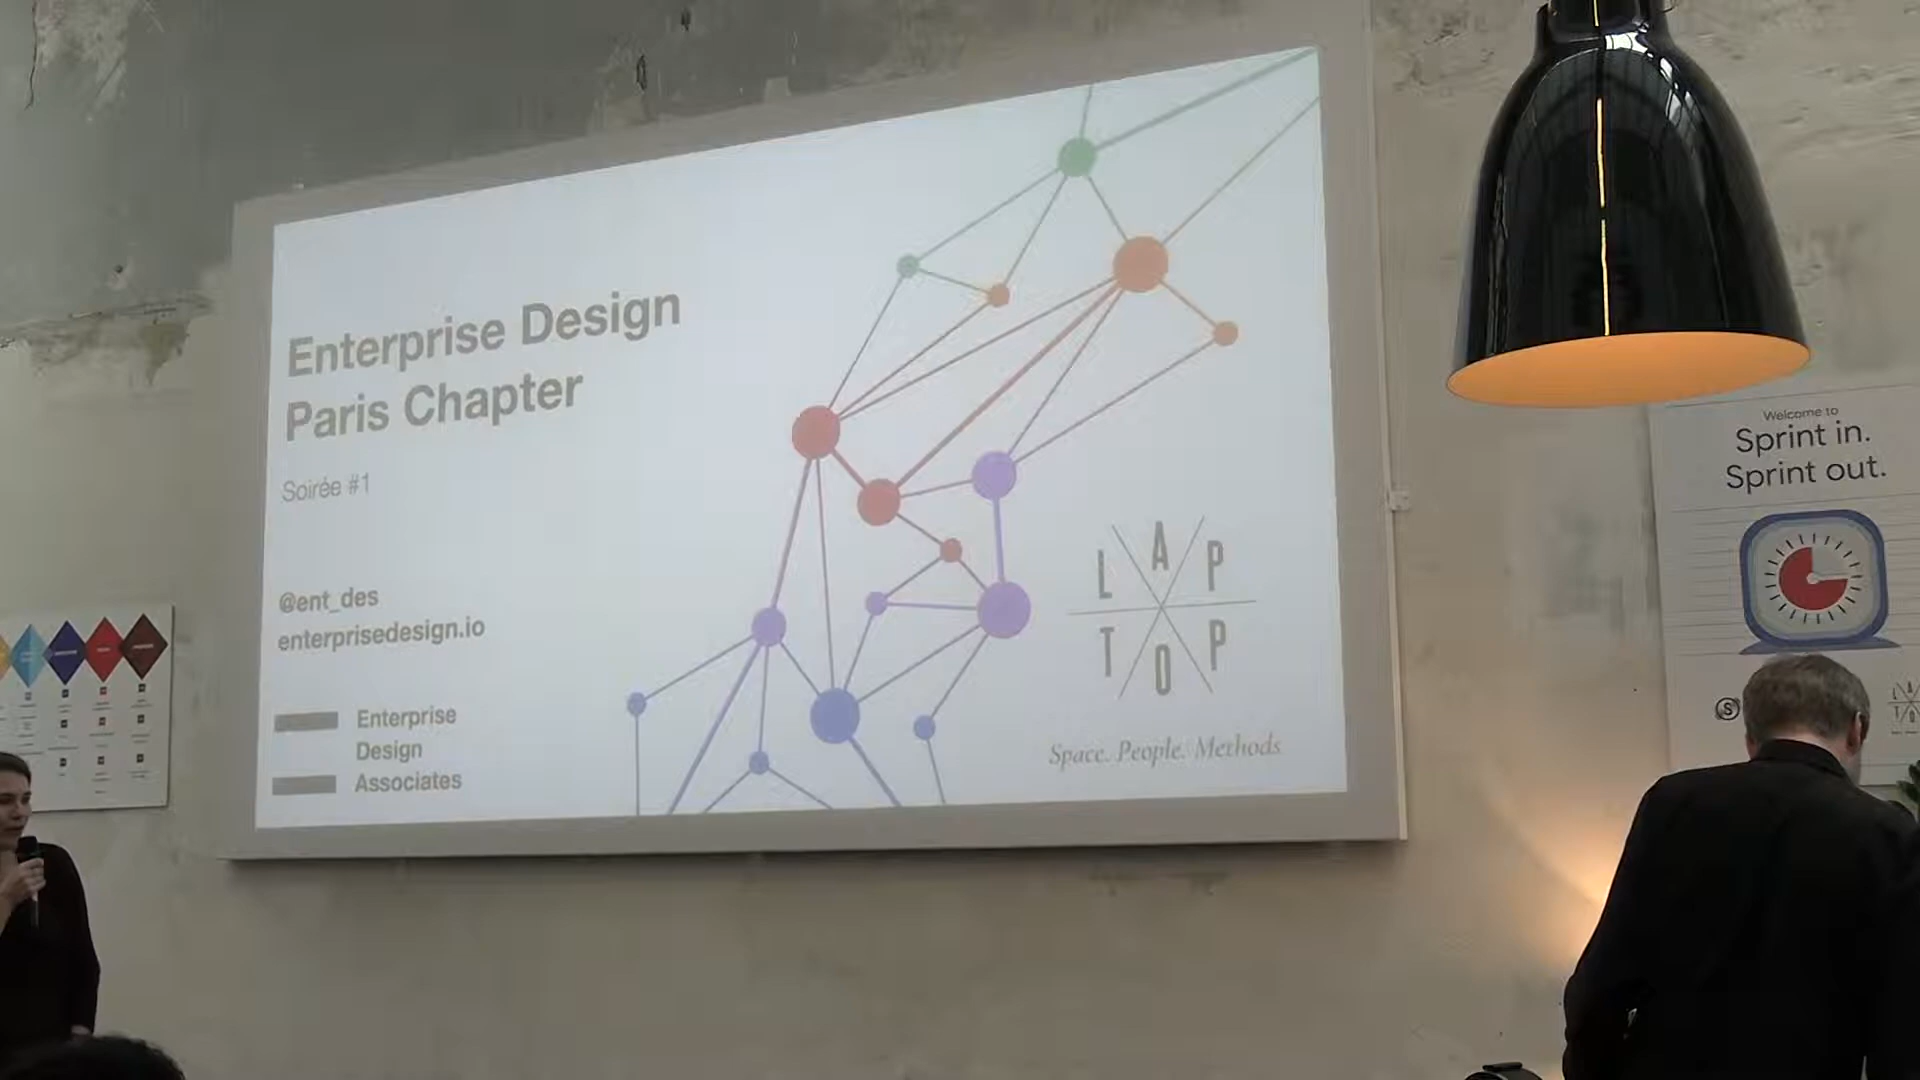 Enterprise Design
Paris Chapter
Soirée #1
@ent_des
enterprisedesign.io
Enterprise
Design
Associates
L A P
T O P
Space. People. Methods
Welcome to
Sprint in.
Sprint out.
S